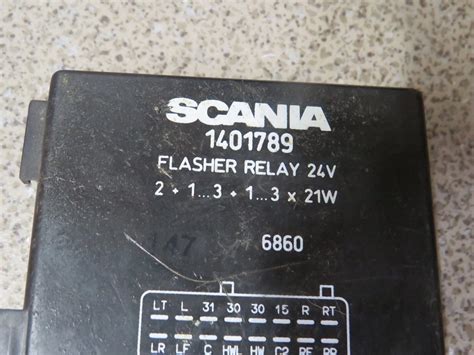 SCANIA
1401789
FLASHER RELAY 24V
2 + 1...3 + 1...3 x 21W
147 6860
LT L 31 30 30 15 R RT
LR LF C HWL HW C2 RF RR